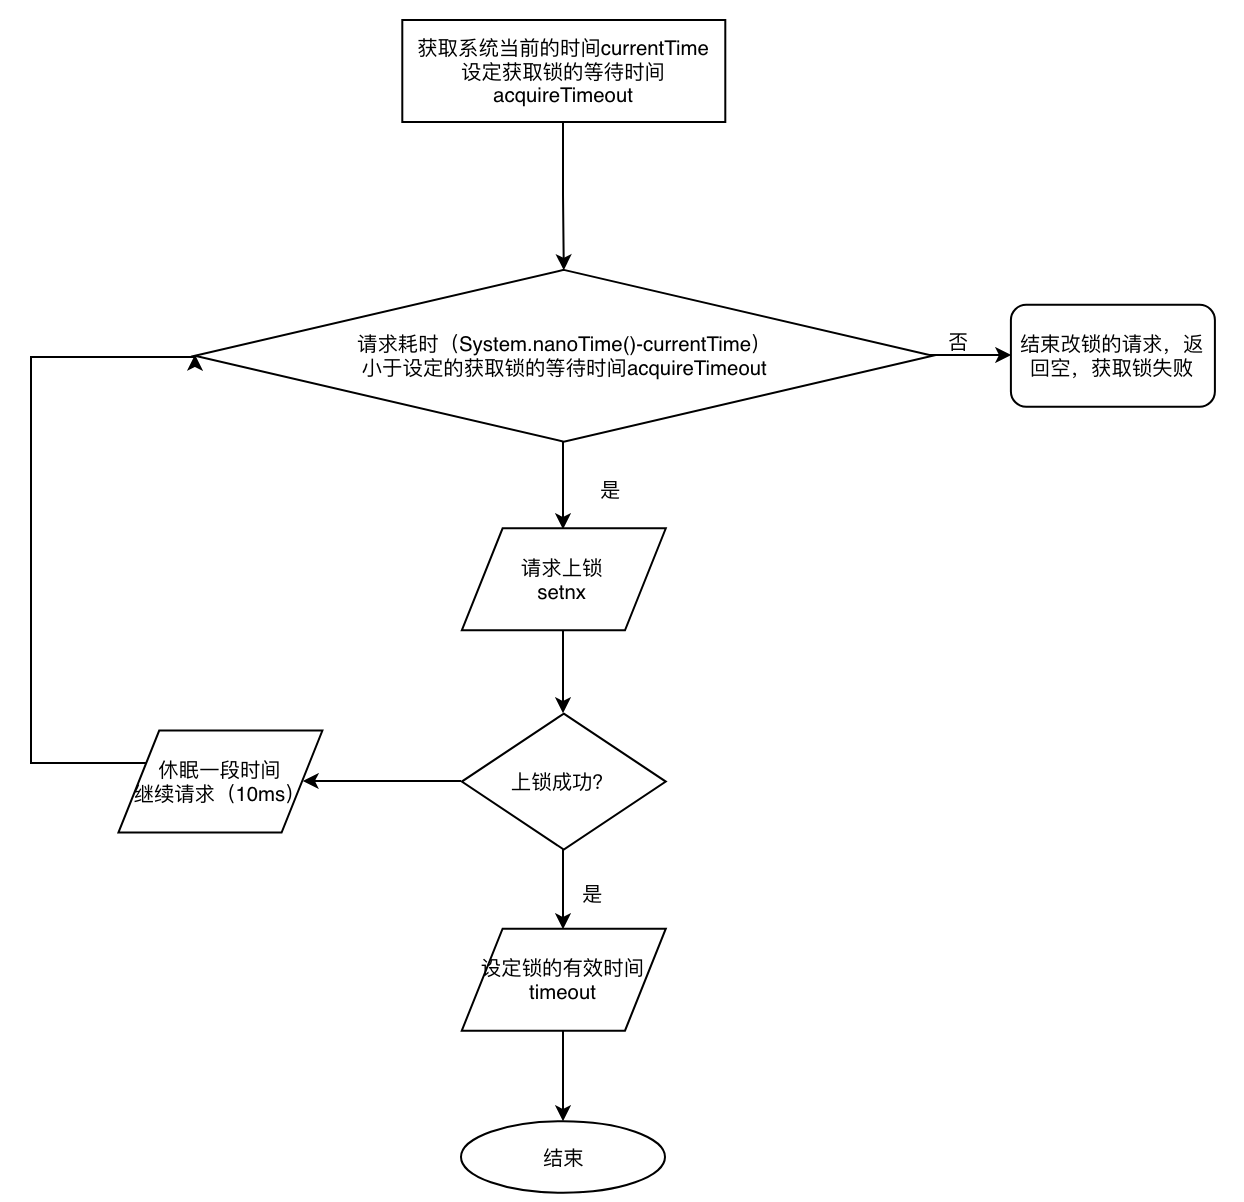 获取系统当前的时间currentTime
设定获取锁的等待时间
acquireTimeout
请求耗时（System.nanoTime()-currentTime）
小于设定的获取锁的等待时间acquireTimeout
否
结束改锁的请求，返
回空，获取锁失败
是
请求上锁
setnx
上锁成功？
休眠一段时间
继续请求（10ms）
是
设定锁的有效时间
timeout
结束